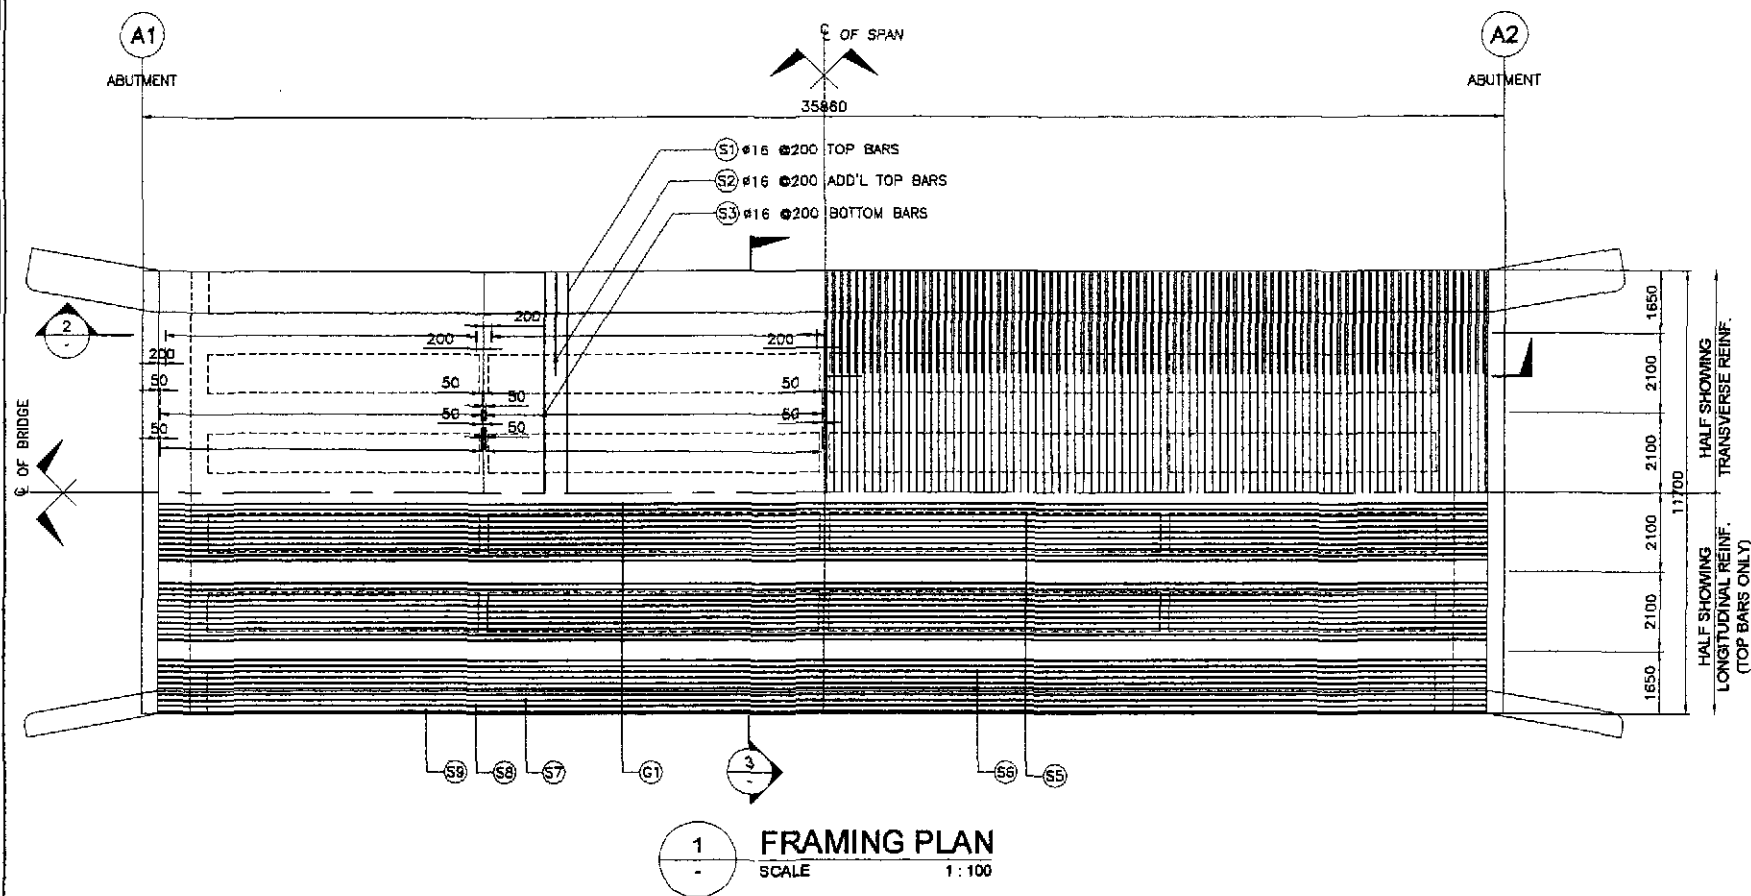 A1
ABUTMENT
℄ OF SPAN
A2
ABUTMENT
35860
S1 ø16 @200 TOP BARS
S2 ø16 @200 ADD'L TOP BARS
S3 ø16 @200 BOTTOM BARS
2
-
200
200
200
200
50
50
50
50
50
50
50
50
℄ OF BRIDGE
1650
2100
2100
2100
2100
1650
11700
HALF SHOWING
TRANSVERSE REINF.
HALF SHOWING
LONGITUDINAL REINF.
(TOP BARS ONLY)
S9
S8
S7
G1
3
-
S6
S5
1
-
FRAMING PLAN
SCALE 1 : 100